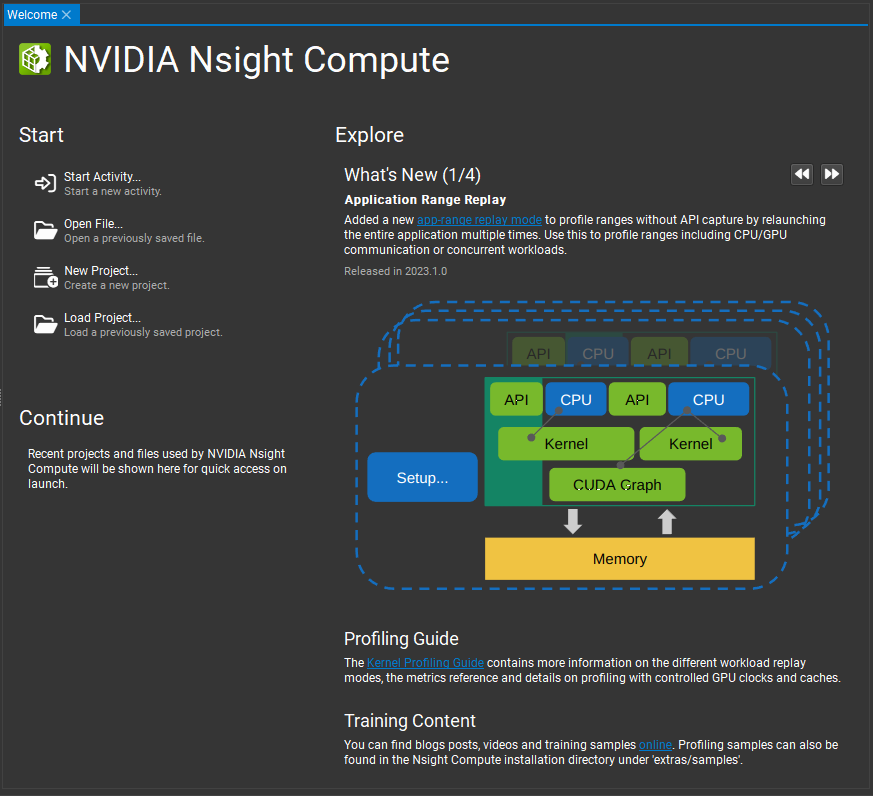 Welcome
NVIDIA Nsight Compute
Start
Start Activity...
Start a new activity.
Open File...
Open a previously saved file.
New Project...
Create a new project.
Load Project...
Load a previously saved project.
Continue
Recent projects and files used by NVIDIA Nsight
Compute will be shown here for quick access on
launch.
Explore
What's New (1/4)
Application Range Replay
Added a new app-range replay mode to profile ranges without API capture by relaunching
the entire application multiple times. Use this to profile ranges including CPU/GPU
communication or concurrent workloads.
Released in 2023.1.0
API CPU API CPU
API CPU API CPU
Kernel Kernel
Setup...
CUDA Graph
Memory
Profiling Guide
The Kernel Profiling Guide contains more information on the different workload replay
modes, the metrics reference and details on profiling with controlled GPU clocks and caches.
Training Content
You can find blogs posts, videos and training samples online. Profiling samples can also be
found in the Nsight Compute installation directory under 'extras/samples'.